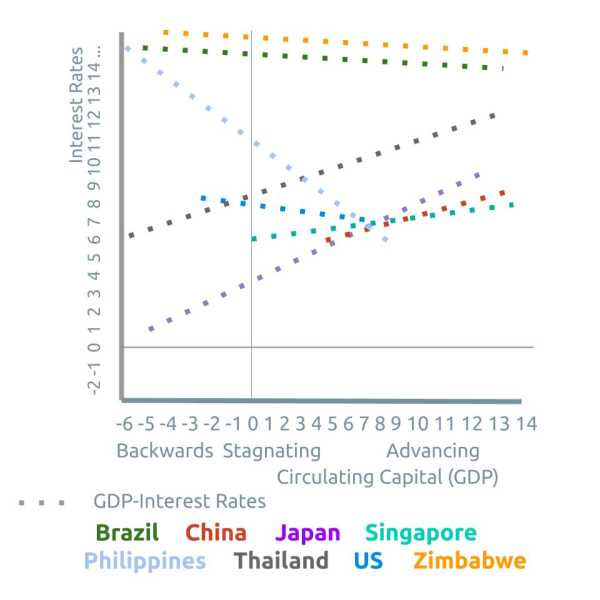 Interest Rates
-2 -1 0 1 2 3 4 5 6 7 8 9 10 11 12 13 14 ...
-6 -5 -4 -3 -2 -1 0 1 2 3 4 5 6 7 8 9 10 11 12 13 14
Backwards Stagnating Advancing
Circulating Capital (GDP)
GDP-Interest Rates
Brazil China Japan Singapore
Philippines Thailand US Zimbabwe